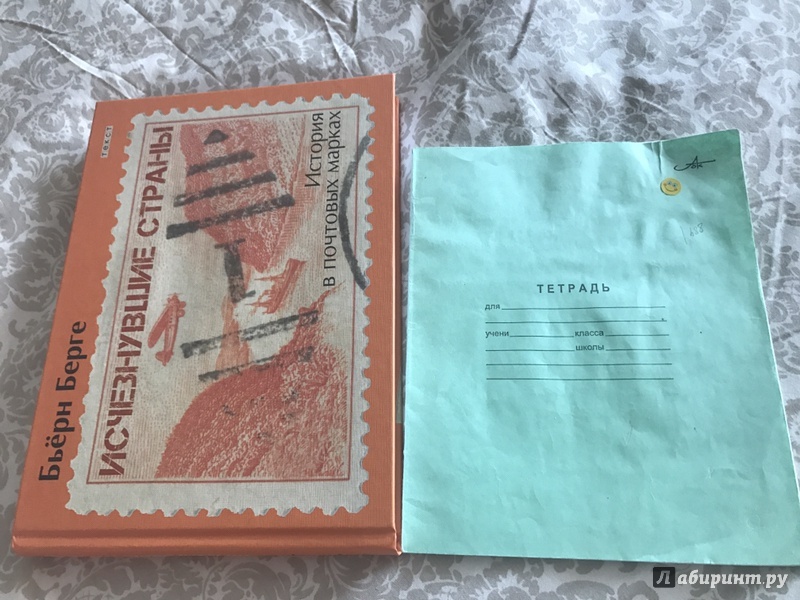 Бьёрн Берге
текст
ИСЧЕЗНУВШИЕ СТРАНЫ
История
в почтовых марках
ТЕТРАДЬ
для
учени класса
школы
Лабиринт.ру